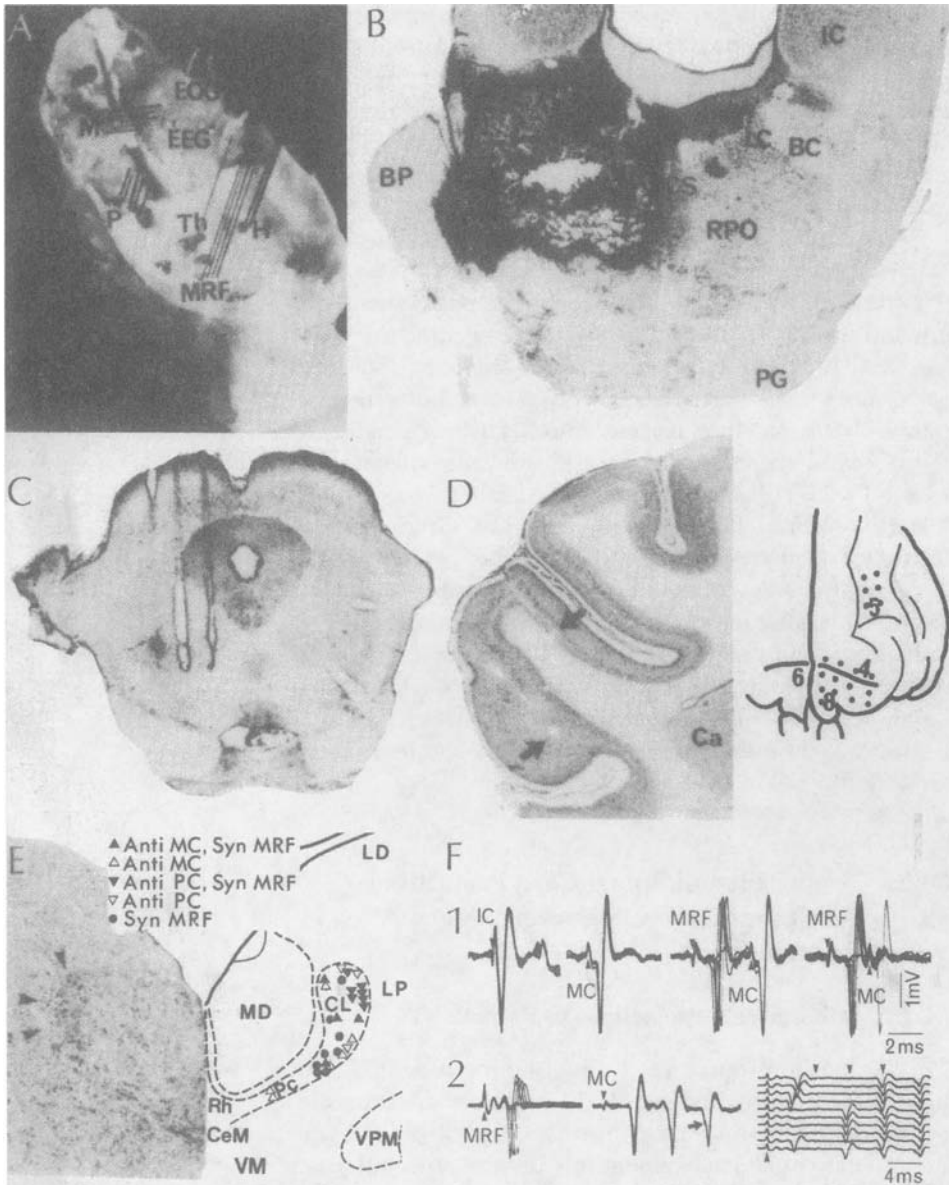 A
EOG
EEG
P
Th
H
MRF
B
IC
BP
LC
BC
RPO
PG
C
D
Ca
5
4
6
8
E
▲ Anti MC, Syn MRF
△ Anti MC
▼ Anti PC, Syn MRF
▽ Anti PC
● Syn MRF
LD
MD
CL
LP
PC
Rh
CeM
VM
VPM
F
1
IC
MC
MRF
MC
MRF
MC
1mV
2ms
2
MRF
MC
4ms